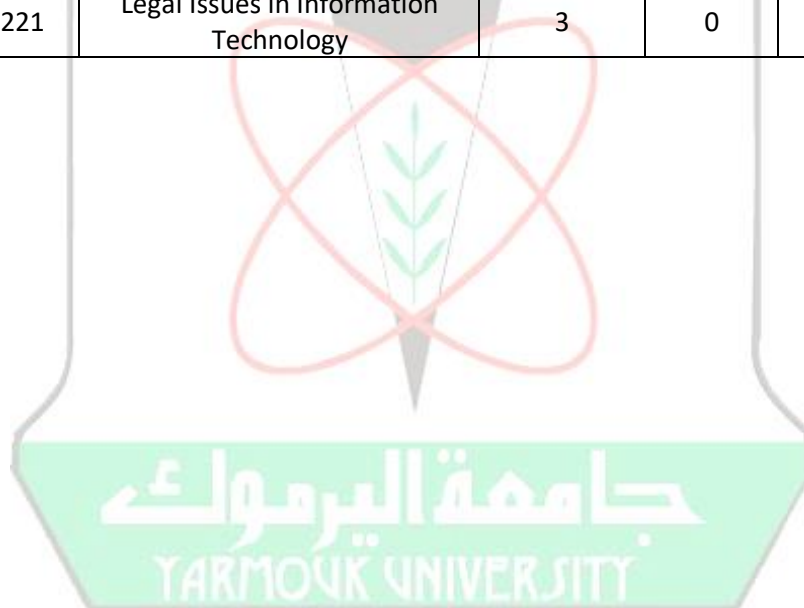 221 Legal Issues in Information Technology 3 0
جامعة اليرموك
YARMOUK UNIVERSITY